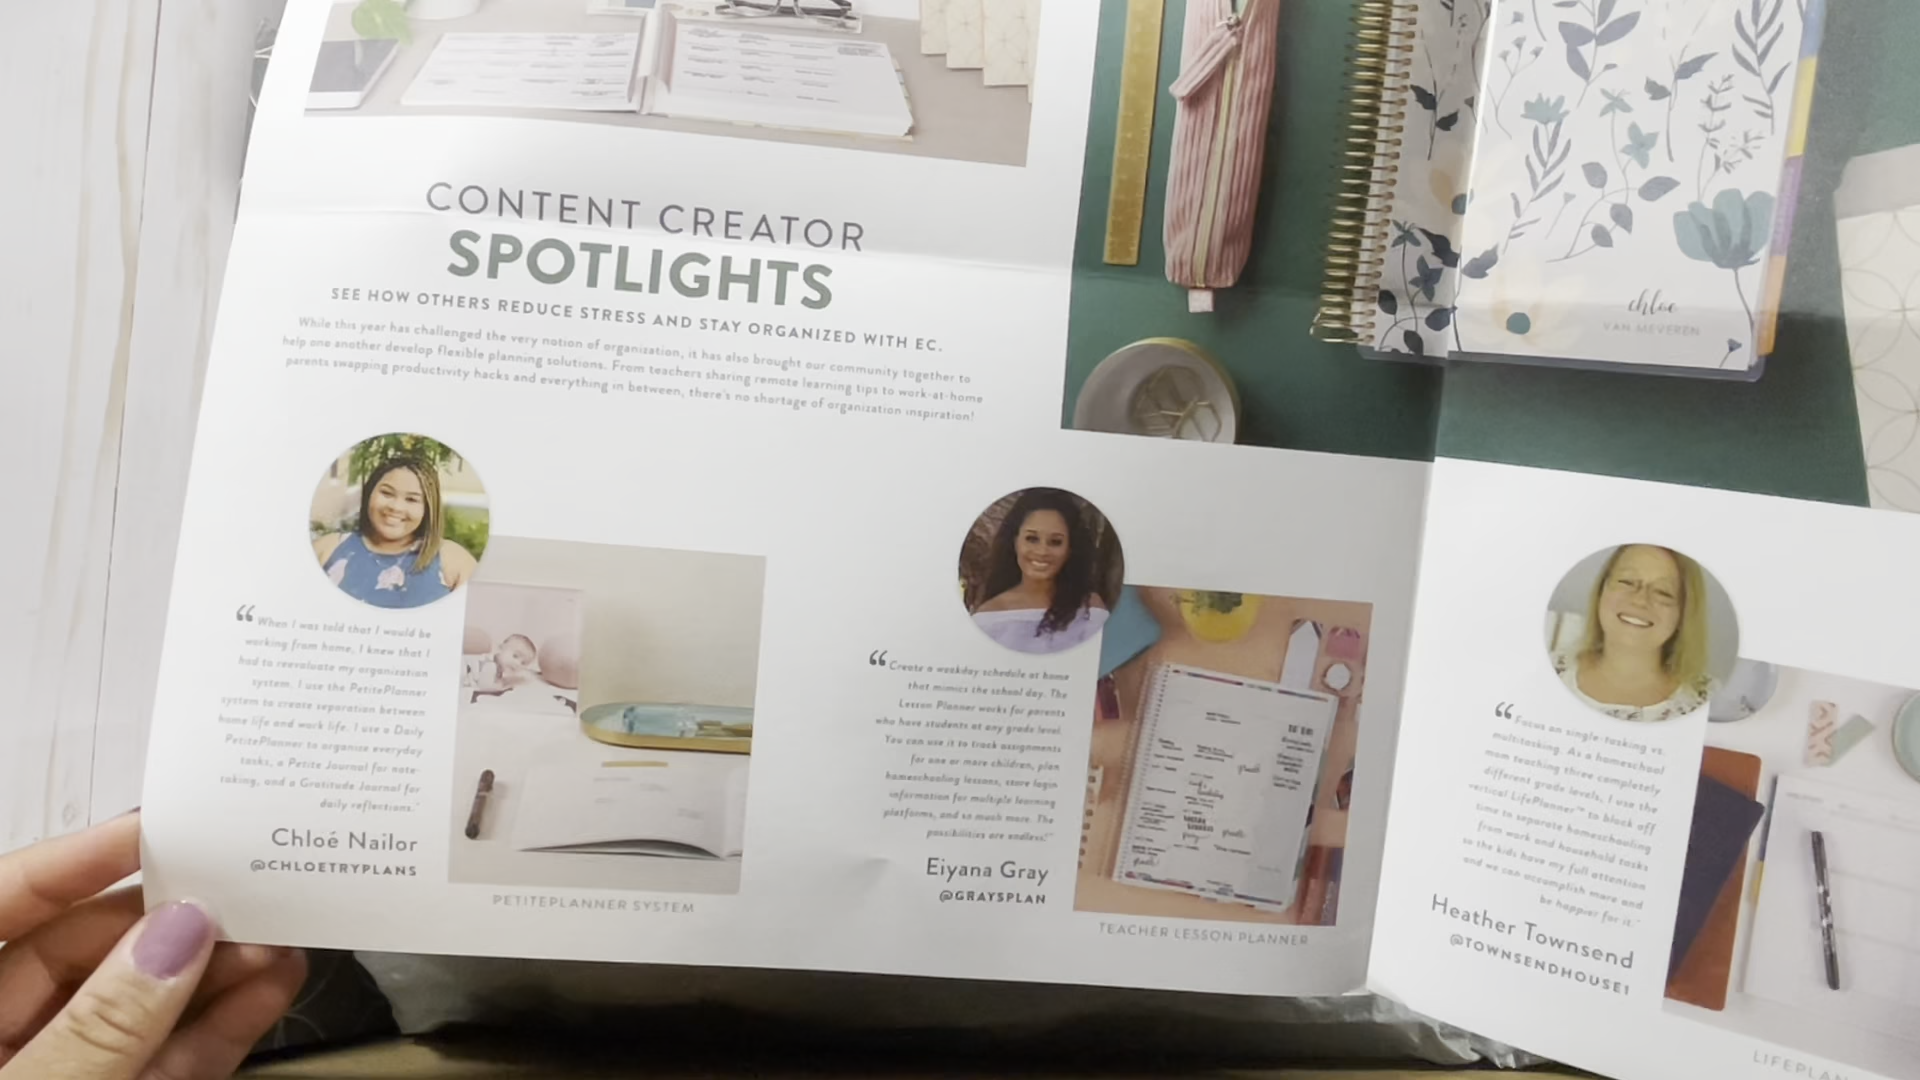 CONTENT CREATOR
SPOTLIGHTS
SEE HOW OTHERS REDUCE STRESS AND STAY ORGANIZED WITH EC.
While this year has challenged the very notion of organization, it has also brought our community together to
help one another develop flexible planning solutions. From teachers sharing remote learning tips to work-at-home
parents swapping productivity hacks and everything in between, there's no shortage of organization inspiration!
chloe
VAN MEVEREN
“When I was told that I would be
working from home, I knew that I
had to reevaluate my organization
system. I use the PetitePlanner
system to create separation between
home life and work life. I use a Daily
PetitePlanner to organize everyday
tasks, a Petite Journal for note-
taking, and a Gratitude Journal for
daily reflections."
Chloé Nailor
@CHLOETRYPLANS
PETITEPLANNER SYSTEM
“Create a weekday schedule at home
that mimics the school day. The
Lesson Planner works for parents
who have students at any grade level.
You can use it to track assignments
for one or more children, plan
homeschooling lessons, store login
information for multiple learning
platforms, and so much more. The
possibilities are endless!"
Eiyana Gray
@GRAYSPLAN
TEACHER LESSON PLANNER
“Focus on single-tasking vs.
multitasking. As a homeschool
mom teaching three completely
different grade levels, I use the
vertical LifePlanner™ to block off
time to separate homeschooling
from work and household tasks
so the kids have my full attention
and we can accomplish more and
be happier for it."
Heather Townsend
@TOWNSENDHOUSE1
LIFEPLAN